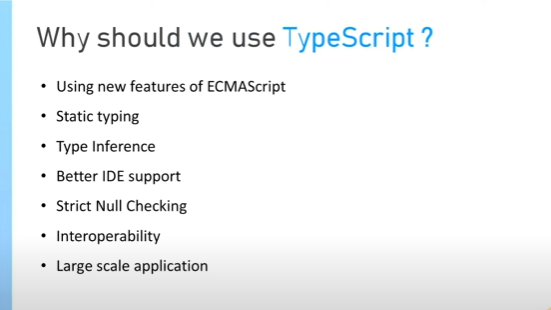 Why should we use TypeScript ?
• Using new features of ECMAScript
• Static typing
• Type Inference
• Better IDE support
• Strict Null Checking
• Interoperability
• Large scale application